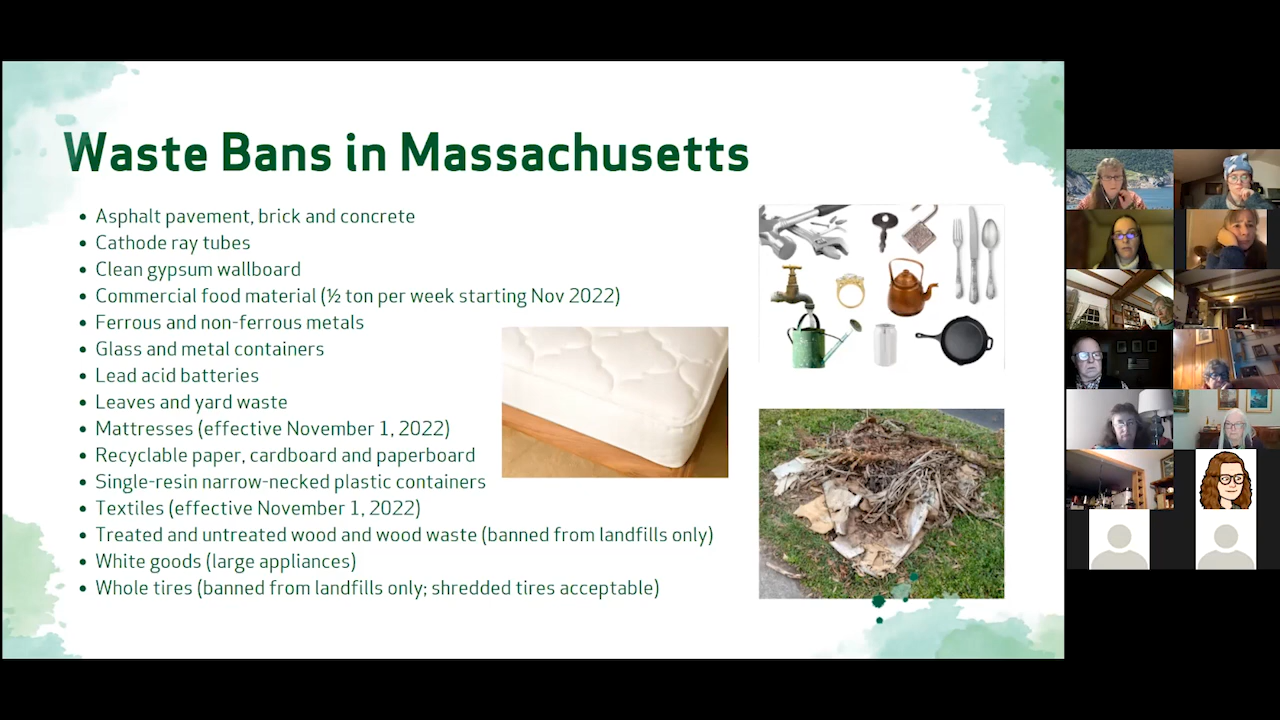 Waste Bans in Massachusetts
• Asphalt pavement, brick and concrete
• Cathode ray tubes
• Clean gypsum wallboard
• Commercial food material (½ ton per week starting Nov 2022)
• Ferrous and non-ferrous metals
• Glass and metal containers
• Lead acid batteries
• Leaves and yard waste
• Mattresses (effective November 1, 2022)
• Recyclable paper, cardboard and paperboard
• Single-resin narrow-necked plastic containers
• Textiles (effective November 1, 2022)
• Treated and untreated wood and wood waste (banned from landfills only)
• White goods (large appliances)
• Whole tires (banned from landfills only; shredded tires acceptable)